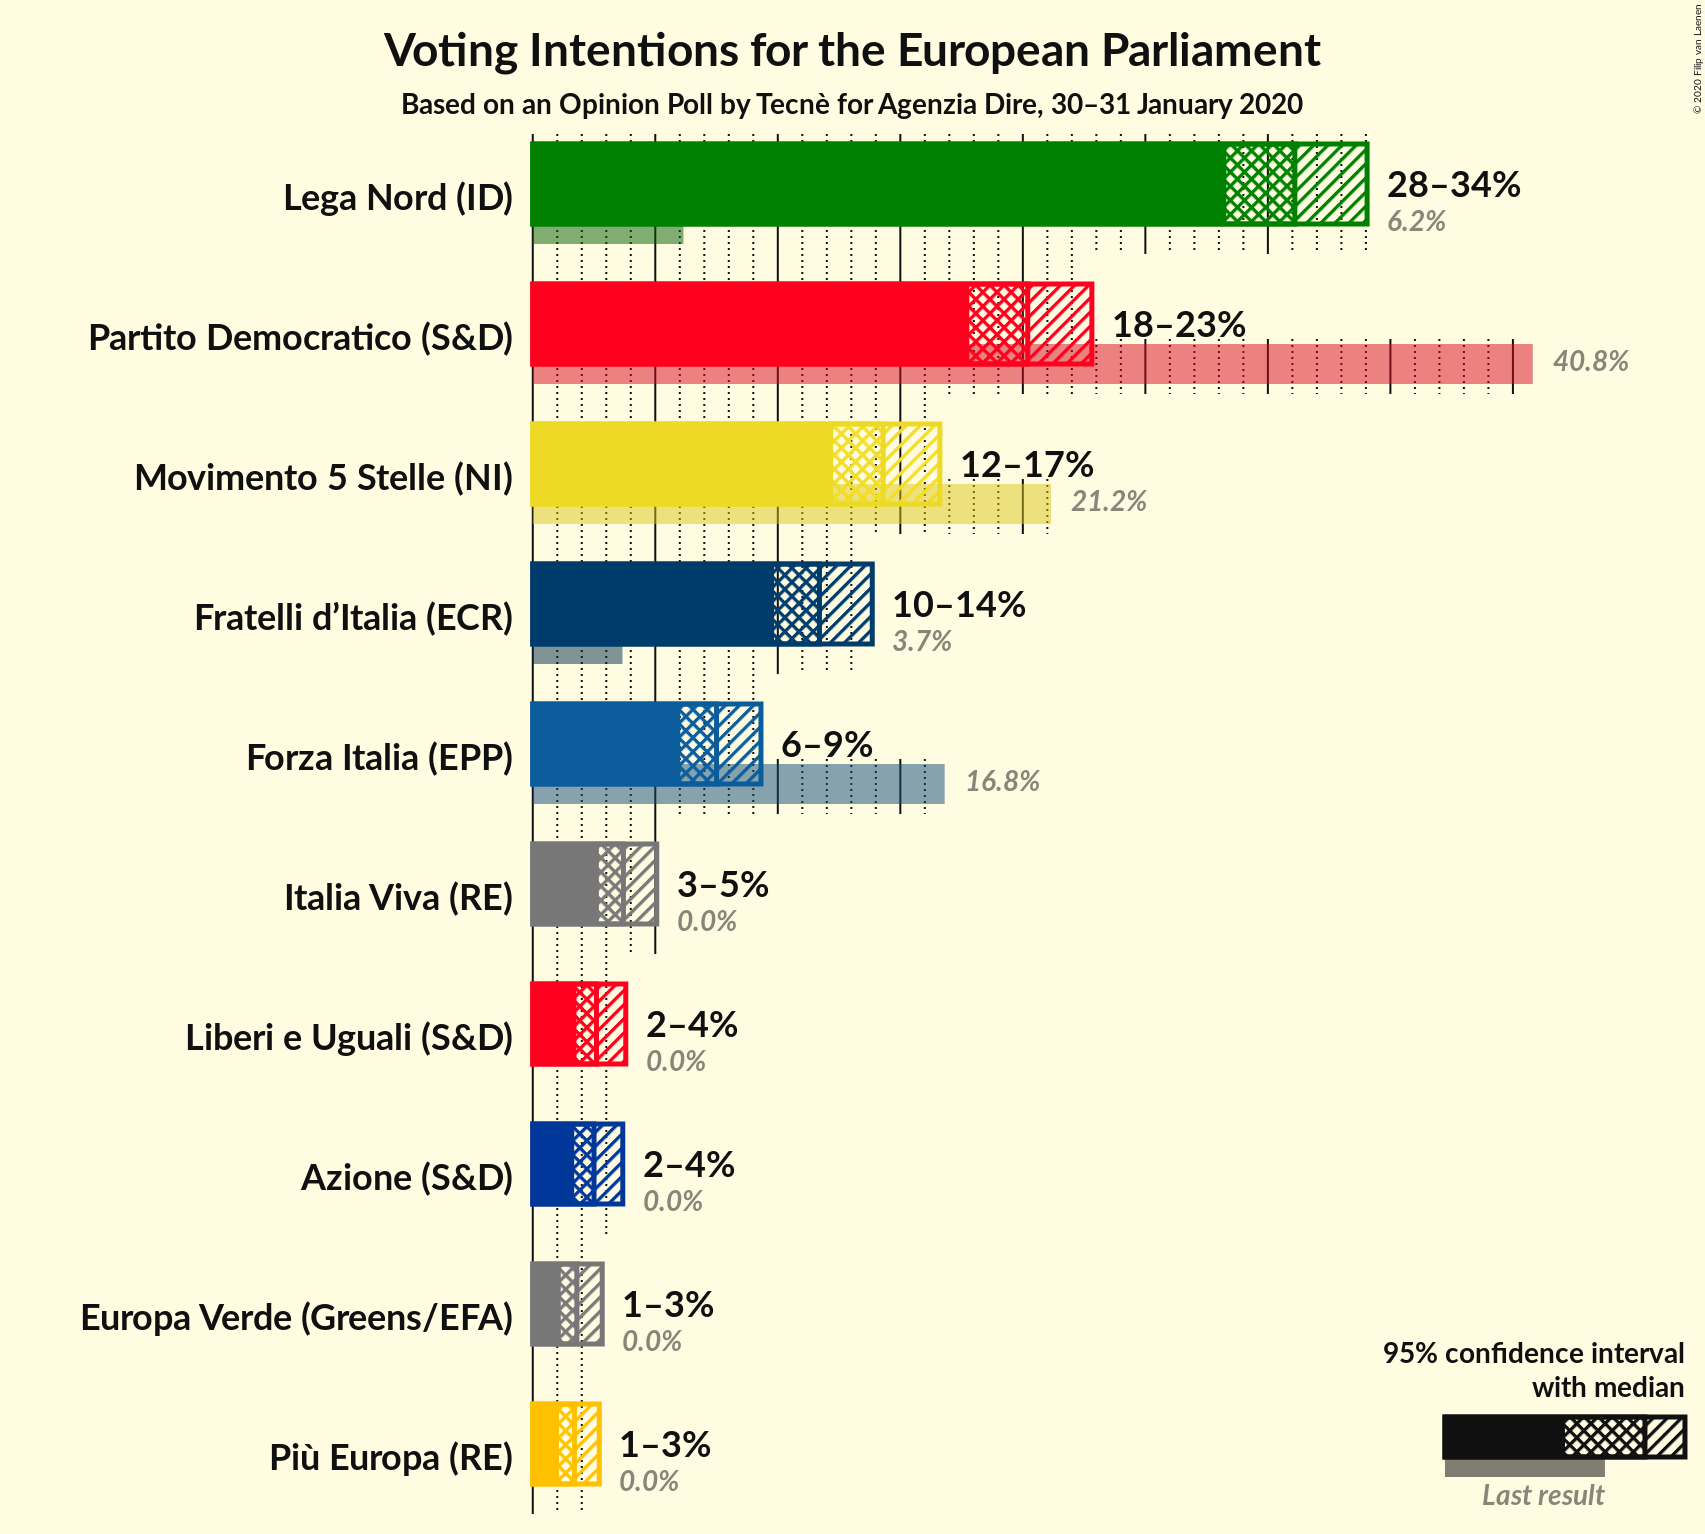 Voting Intentions for the European Parliament
Based on an Opinion Poll by Tecnè for Agenzia Dire, 30–31 January 2020
© 2020 Filip van Laenen
Lega Nord (ID)
28–34%
6.2%
Partito Democratico (S&D)
18–23%
40.8%
Movimento 5 Stelle (NI)
12–17%
21.2%
Fratelli d’Italia (ECR)
10–14%
3.7%
Forza Italia (EPP)
6–9%
16.8%
Italia Viva (RE)
3–5%
0.0%
Liberi e Uguali (S&D)
2–4%
0.0%
Azione (S&D)
2–4%
0.0%
Europa Verde (Greens/EFA)
1–3%
0.0%
Più Europa (RE)
1–3%
0.0%
95% confidence interval
with median
Last result